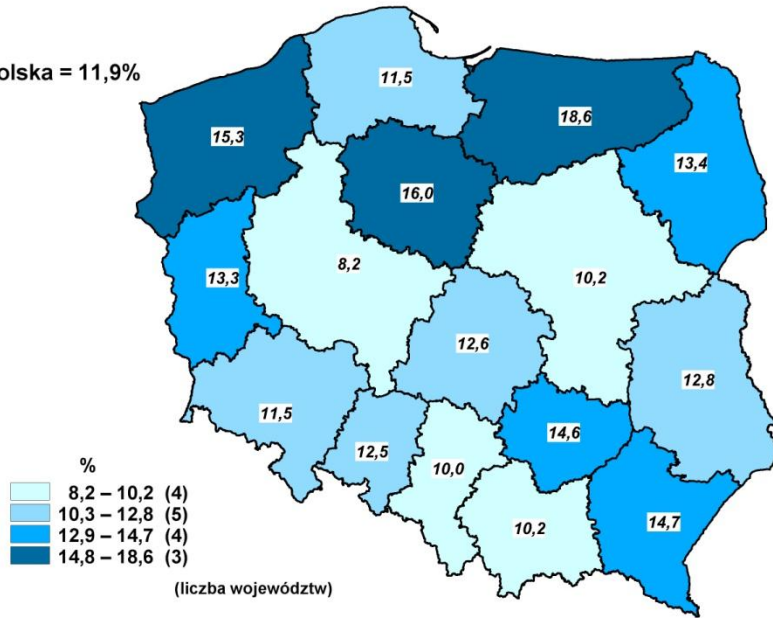 olska = 11,9%
11,5
18,6
15,3
13,4
16,0
8,2
10,2
13,3
12,6
12,8
11,5
14,6
12,5
10,0
14,7
10,2
%
8,2 – 10,2 (4)
10,3 – 12,8 (5)
12,9 – 14,7 (4)
14,8 – 18,6 (3)
(liczba województw)